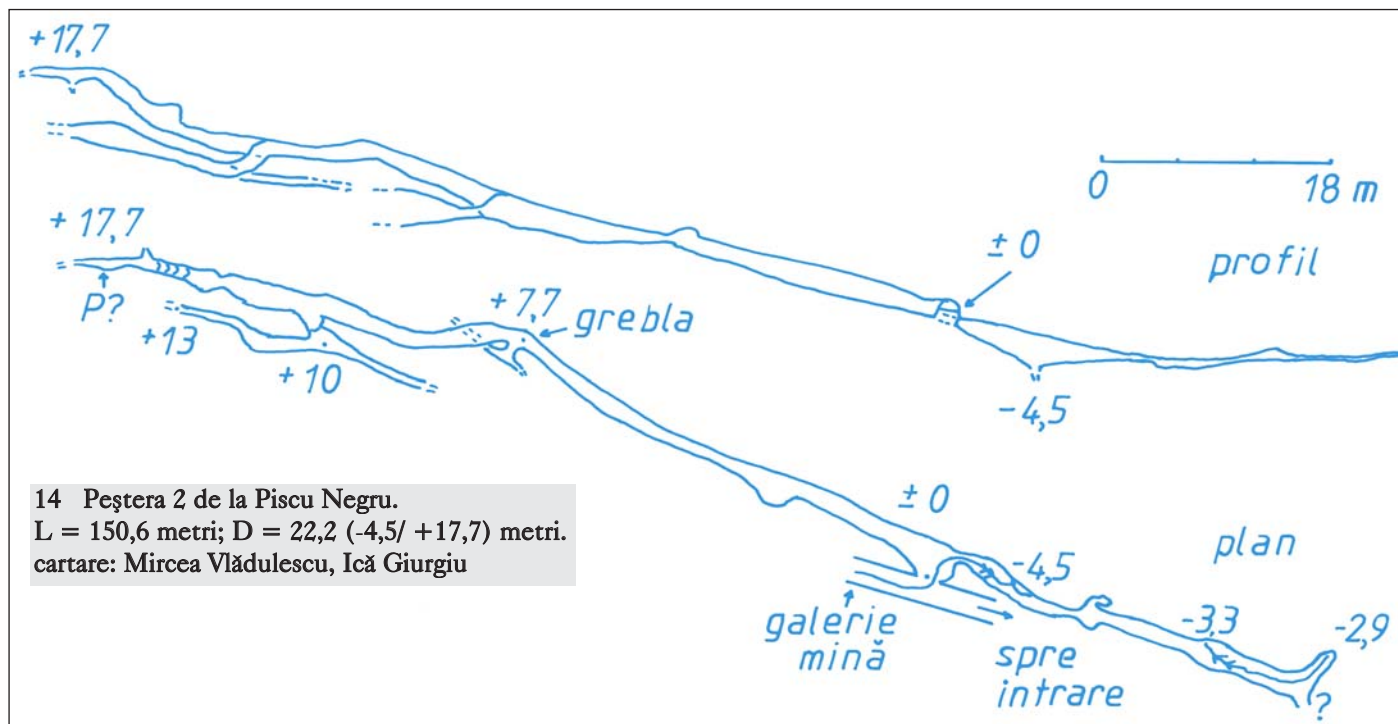 +17,7
0 18 m
± 0
profil
-4,5
+ 17,7
P?
+13
+10
+7,7
grebla
± 0
plan
-4,5
-3,3
-2,9
galerie
mină
spre
intrare
?
14 Peștera 2 de la Piscu Negru.
L = 150,6 metri; D = 22,2 (-4,5/ +17,7) metri.
cartare: Mircea Vlădulescu, Ică Giurgiu